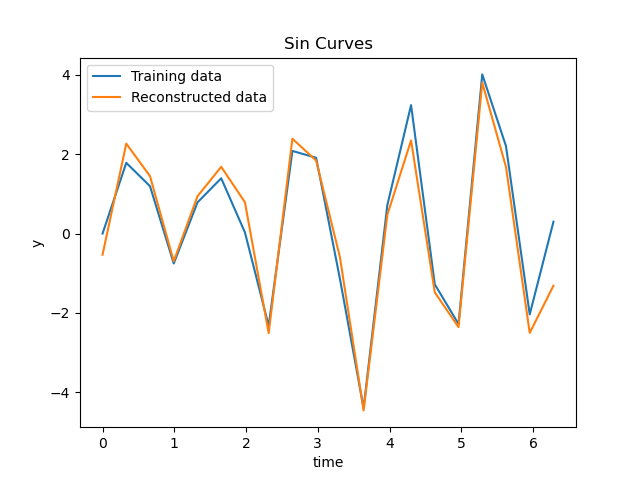 Sin Curves
Training data
Reconstructed data
4
2
0
−2
−4
y
0 1 2 3 4 5 6
time